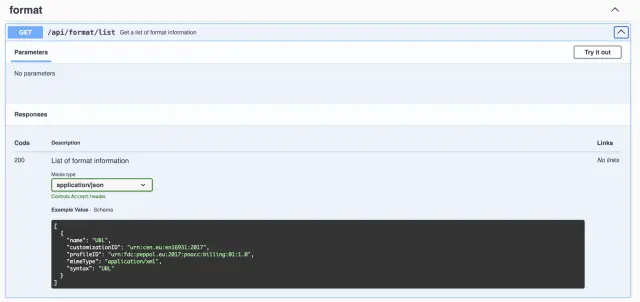 format
GET /api/format/list Get a list of format information
Parameters
Try it out
No parameters
Responses
Code Description Links
200 List of format information No links
Media type
application/json
Controls Accept header.
Example Value Schema
[
{
"name": "UBL",
"customizationID": "urn:cen.eu:en16931:2017",
"profileID": "urn:fdc:peppol.eu:2017:poacc:billing:01:1.0",
"mimeType": "application/xml",
"syntax": "UBL"
}
]